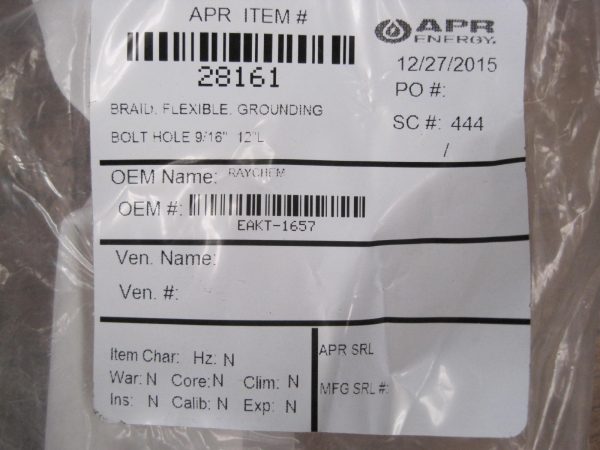 APR ITEM #
APR
ENERGY.
28161
12/27/2015
PO #:
BRAID, FLEXIBLE, GROUNDING
BOLT HOLE 9/16" 12"L
SC #: 444
/
OEM Name: RAYCHEM
OEM #:
EAKT-1657
Ven. Name:
Ven. #:
Item Char: Hz: N
War: N Core: N Clim: N
Ins: N Calib: N Exp: N
APR SRL
MFG SRL #: